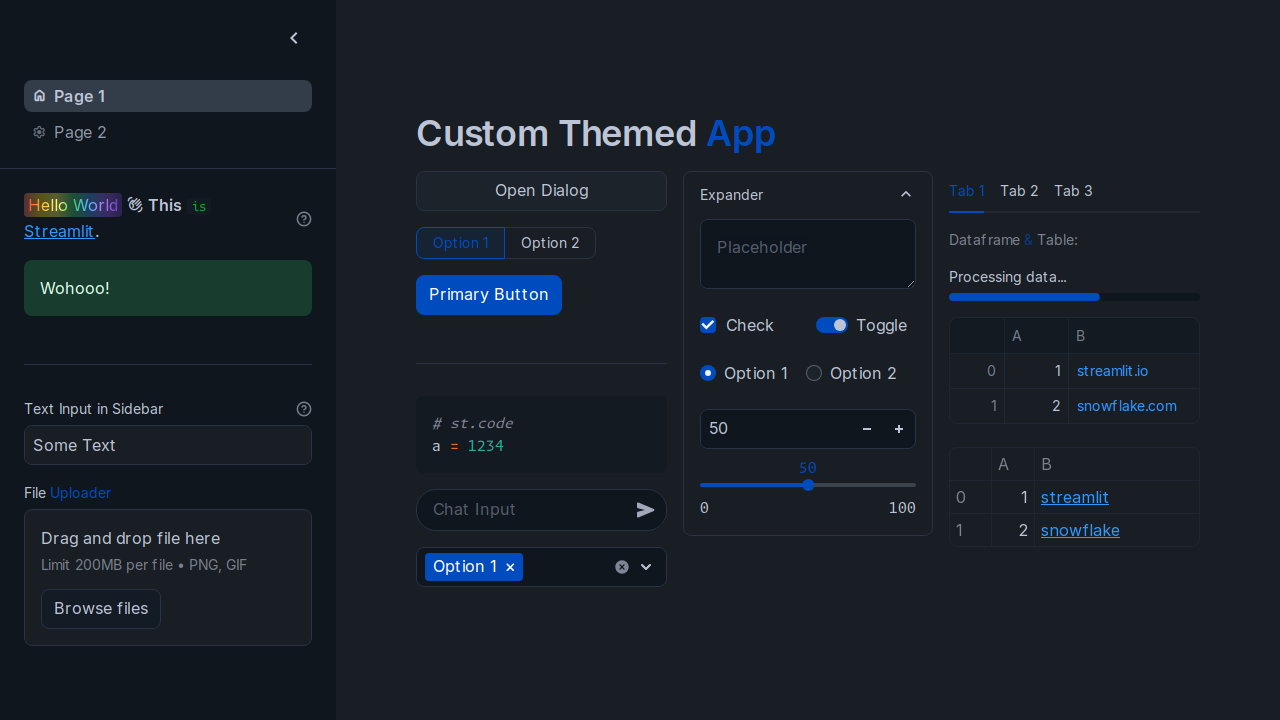 Page 1
Page 2
Hello World 👋 This is
Streamlit.
Wohooo!
Text Input in Sidebar
Some Text
File Uploader
Drag and drop file here
Limit 200MB per file • PNG, GIF
Browse files
Custom Themed App
Open Dialog
Option 1 Option 2
Primary Button
# st.code
a = 1234
Chat Input
Option 1
Expander
Placeholder
Check Toggle
Option 1 Option 2
50
50
0 100
Tab 1 Tab 2 Tab 3
Dataframe & Table:
Processing data...
A B
0 1 streamlit.io
1 2 snowflake.com
A B
0 1 streamlit
1 2 snowflake